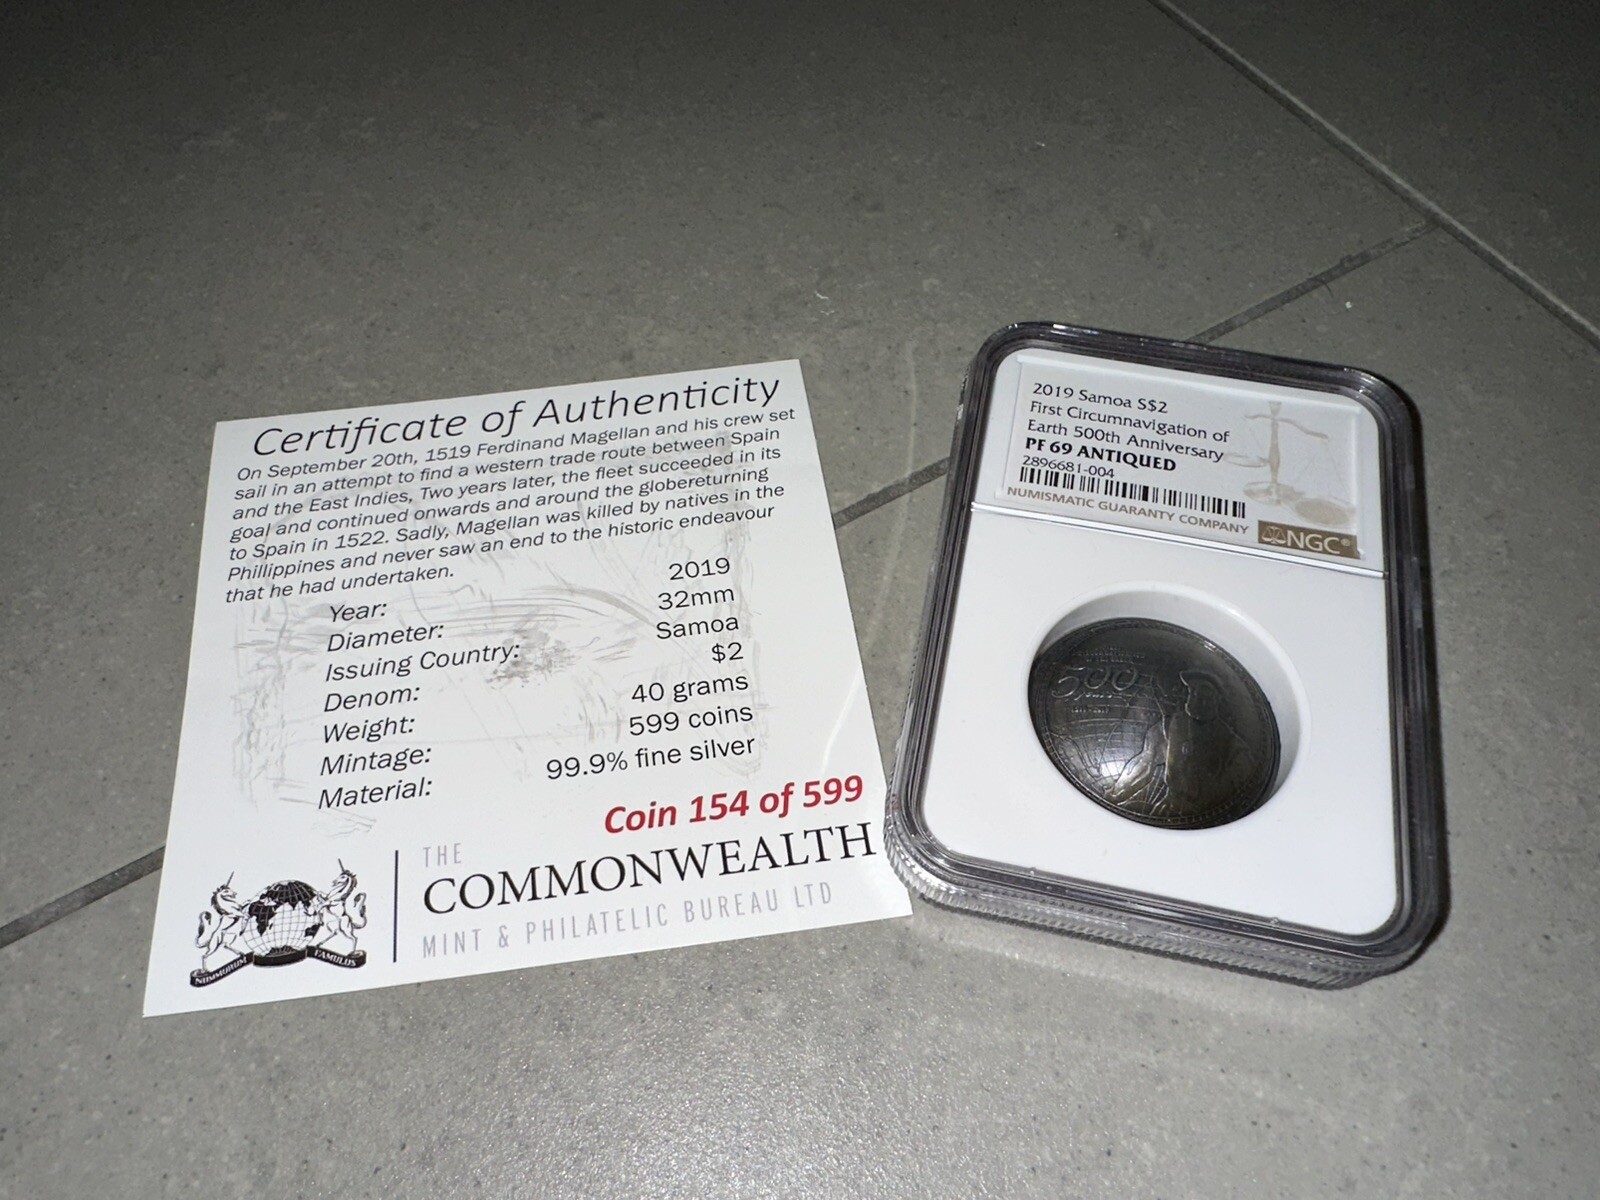 Certificate of Authenticity
On September 20th, 1519 Ferdinand Magellan and his crew set
sail in an attempt to find a western trade route between Spain
and the East Indies, Two years later, the fleet succeeded in its
goal and continued onwards and around the globereturning
to Spain in 1522. Sadly, Magellan was killed by natives in the
Phillippines and never saw an end to the historic endeavour
that he had undertaken.
Year: 2019
Diameter: 32mm
Issuing Country: Samoa
Denom: $2
Weight: 40 grams
Mintage: 599 coins
Material: 99.9% fine silver
Coin 154 of 599
THE
COMMONWEALTH
MINT & PHILATELIC BUREAU LTD
NUMMORUM FAMULUS
2019 Samoa S$2
First Circumnavigation of
Earth 500th Anniversary
PF 69 ANTIQUED
2896681-004
NUMISMATIC GUARANTY COMPANY
NGC®
500